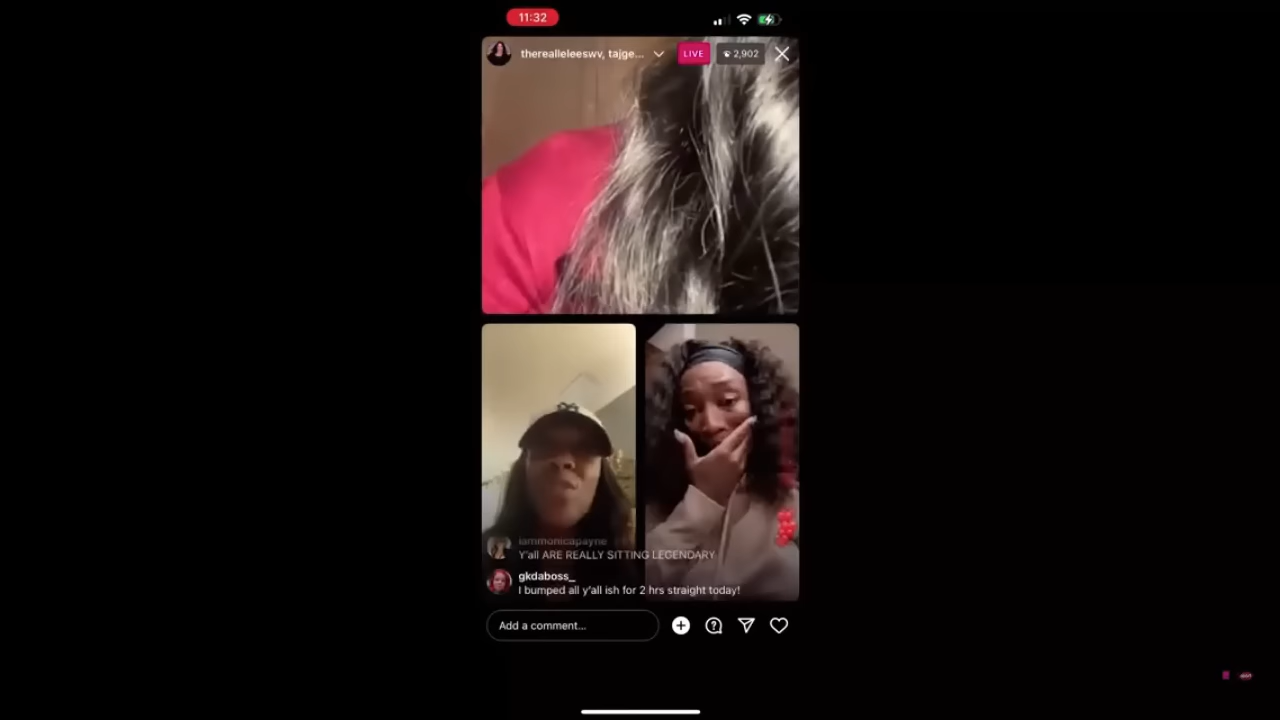 11:32
therealleleeswv, tajge...
LIVE
2,902
iammonicapayne
Y'all ARE REALLY SITTING LEGENDARY
gkdaboss_
I bumped all y'all ish for 2 hrs straight today!
Add a comment...